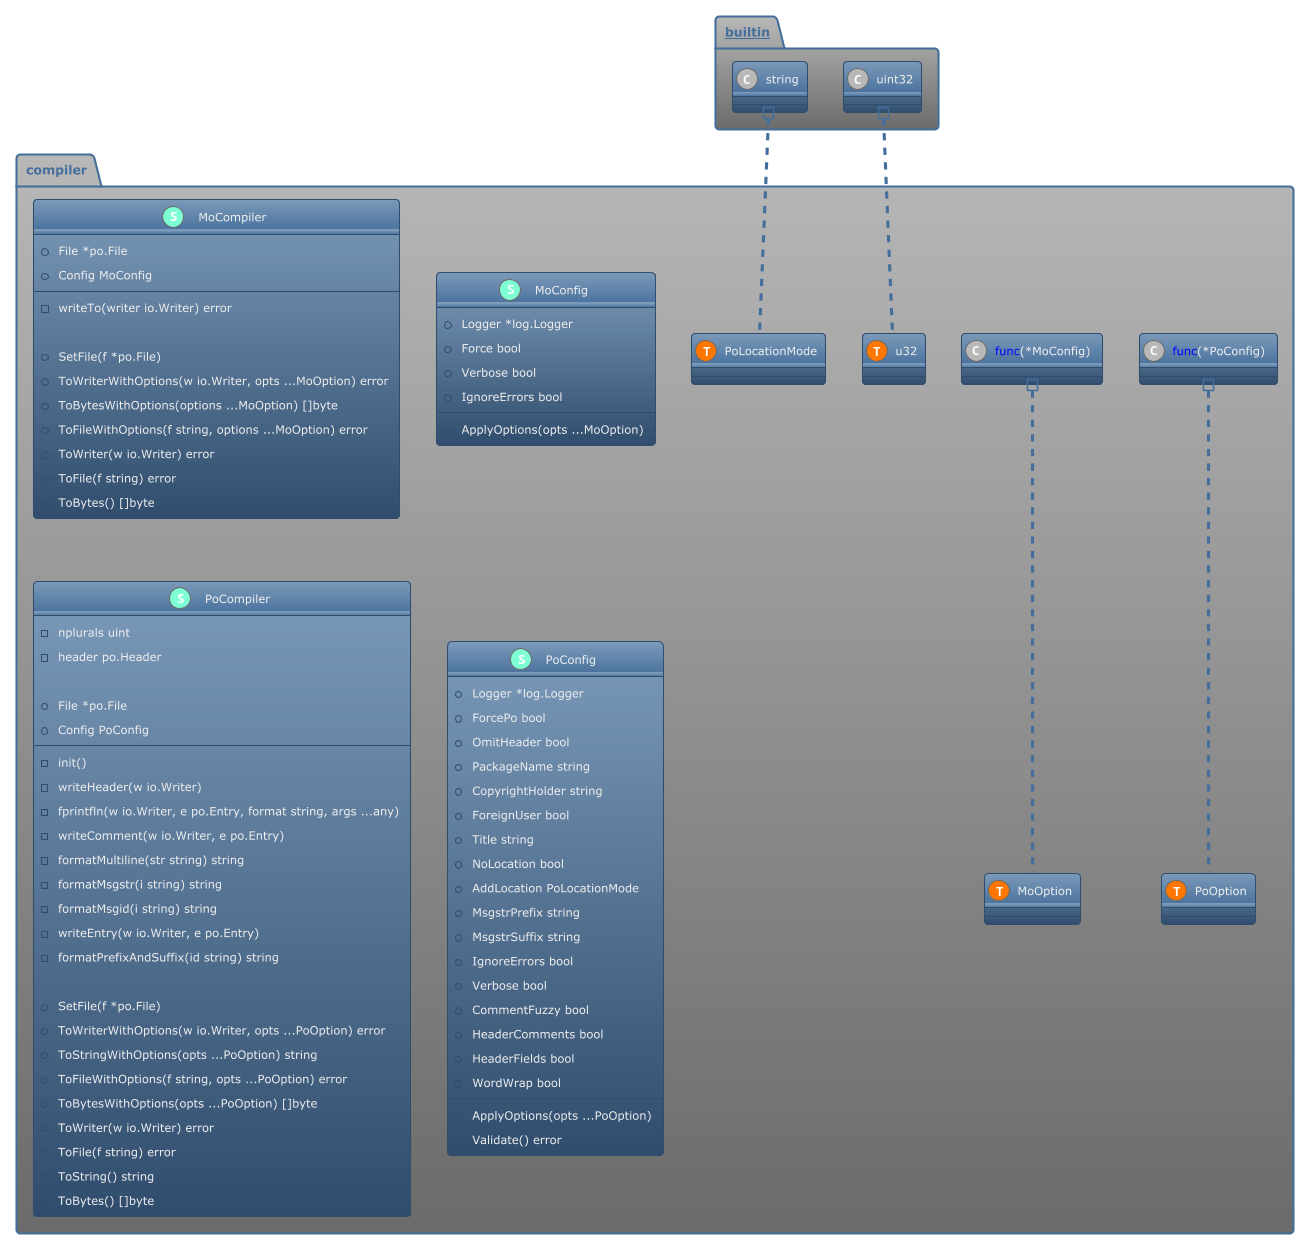 builtin
C string
C uint32
compiler
S MoCompiler
File *po.File
Config MoConfig
writeTo(writer io.Writer) error
SetFile(f *po.File)
ToWriterWithOptions(w io.Writer, opts ...MoOption) error
ToBytesWithOptions(options ...MoOption) []byte
ToFileWithOptions(f string, options ...MoOption) error
ToWriter(w io.Writer) error
ToFile(f string) error
ToBytes() []byte
S MoConfig
Logger *log.Logger
Force bool
Verbose bool
IgnoreErrors bool
ApplyOptions(opts ...MoOption)
T PoLocationMode
T u32
C func(*MoConfig)
C func(*PoConfig)
S PoCompiler
nplurals uint
header po.Header
File *po.File
Config PoConfig
init()
writeHeader(w io.Writer)
fprintfln(w io.Writer, e po.Entry, format string, args ...any)
writeComment(w io.Writer, e po.Entry)
formatMultiline(str string) string
formatMsgstr(i string) string
formatMsgid(i string) string
writeEntry(w io.Writer, e po.Entry)
formatPrefixAndSuffix(id string) string
SetFile(f *po.File)
ToWriterWithOptions(w io.Writer, opts ...PoOption) error
ToStringWithOptions(opts ...PoOption) string
ToFileWithOptions(f string, opts ...PoOption) error
ToBytesWithOptions(opts ...PoOption) []byte
ToWriter(w io.Writer) error
ToFile(f string) error
ToString() string
ToBytes() []byte
S PoConfig
Logger *log.Logger
ForcePo bool
OmitHeader bool
PackageName string
CopyrightHolder string
ForeignUser bool
Title string
NoLocation bool
AddLocation PoLocationMode
MsgstrPrefix string
MsgstrSuffix string
IgnoreErrors bool
Verbose bool
CommentFuzzy bool
HeaderComments bool
HeaderFields bool
WordWrap bool
ApplyOptions(opts ...PoOption)
Validate() error
T MoOption
T PoOption